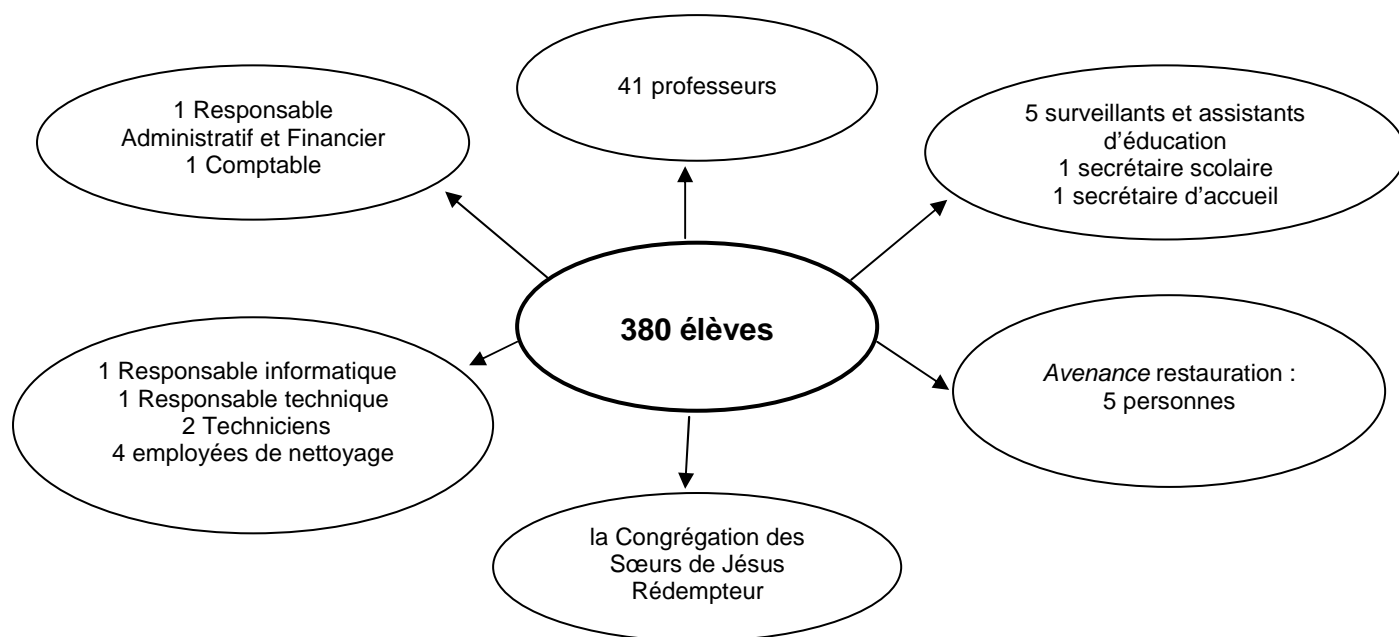 41 professeurs
1 Responsable
Administratif et Financier
1 Comptable
5 surveillants et assistants
d’éducation
1 secrétaire scolaire
1 secrétaire d’accueil
380 élèves
1 Responsable informatique
1 Responsable technique
2 Techniciens
4 employées de nettoyage
Avenance restauration :
5 personnes
la Congrégation des
Sœurs de Jésus
Rédempteur